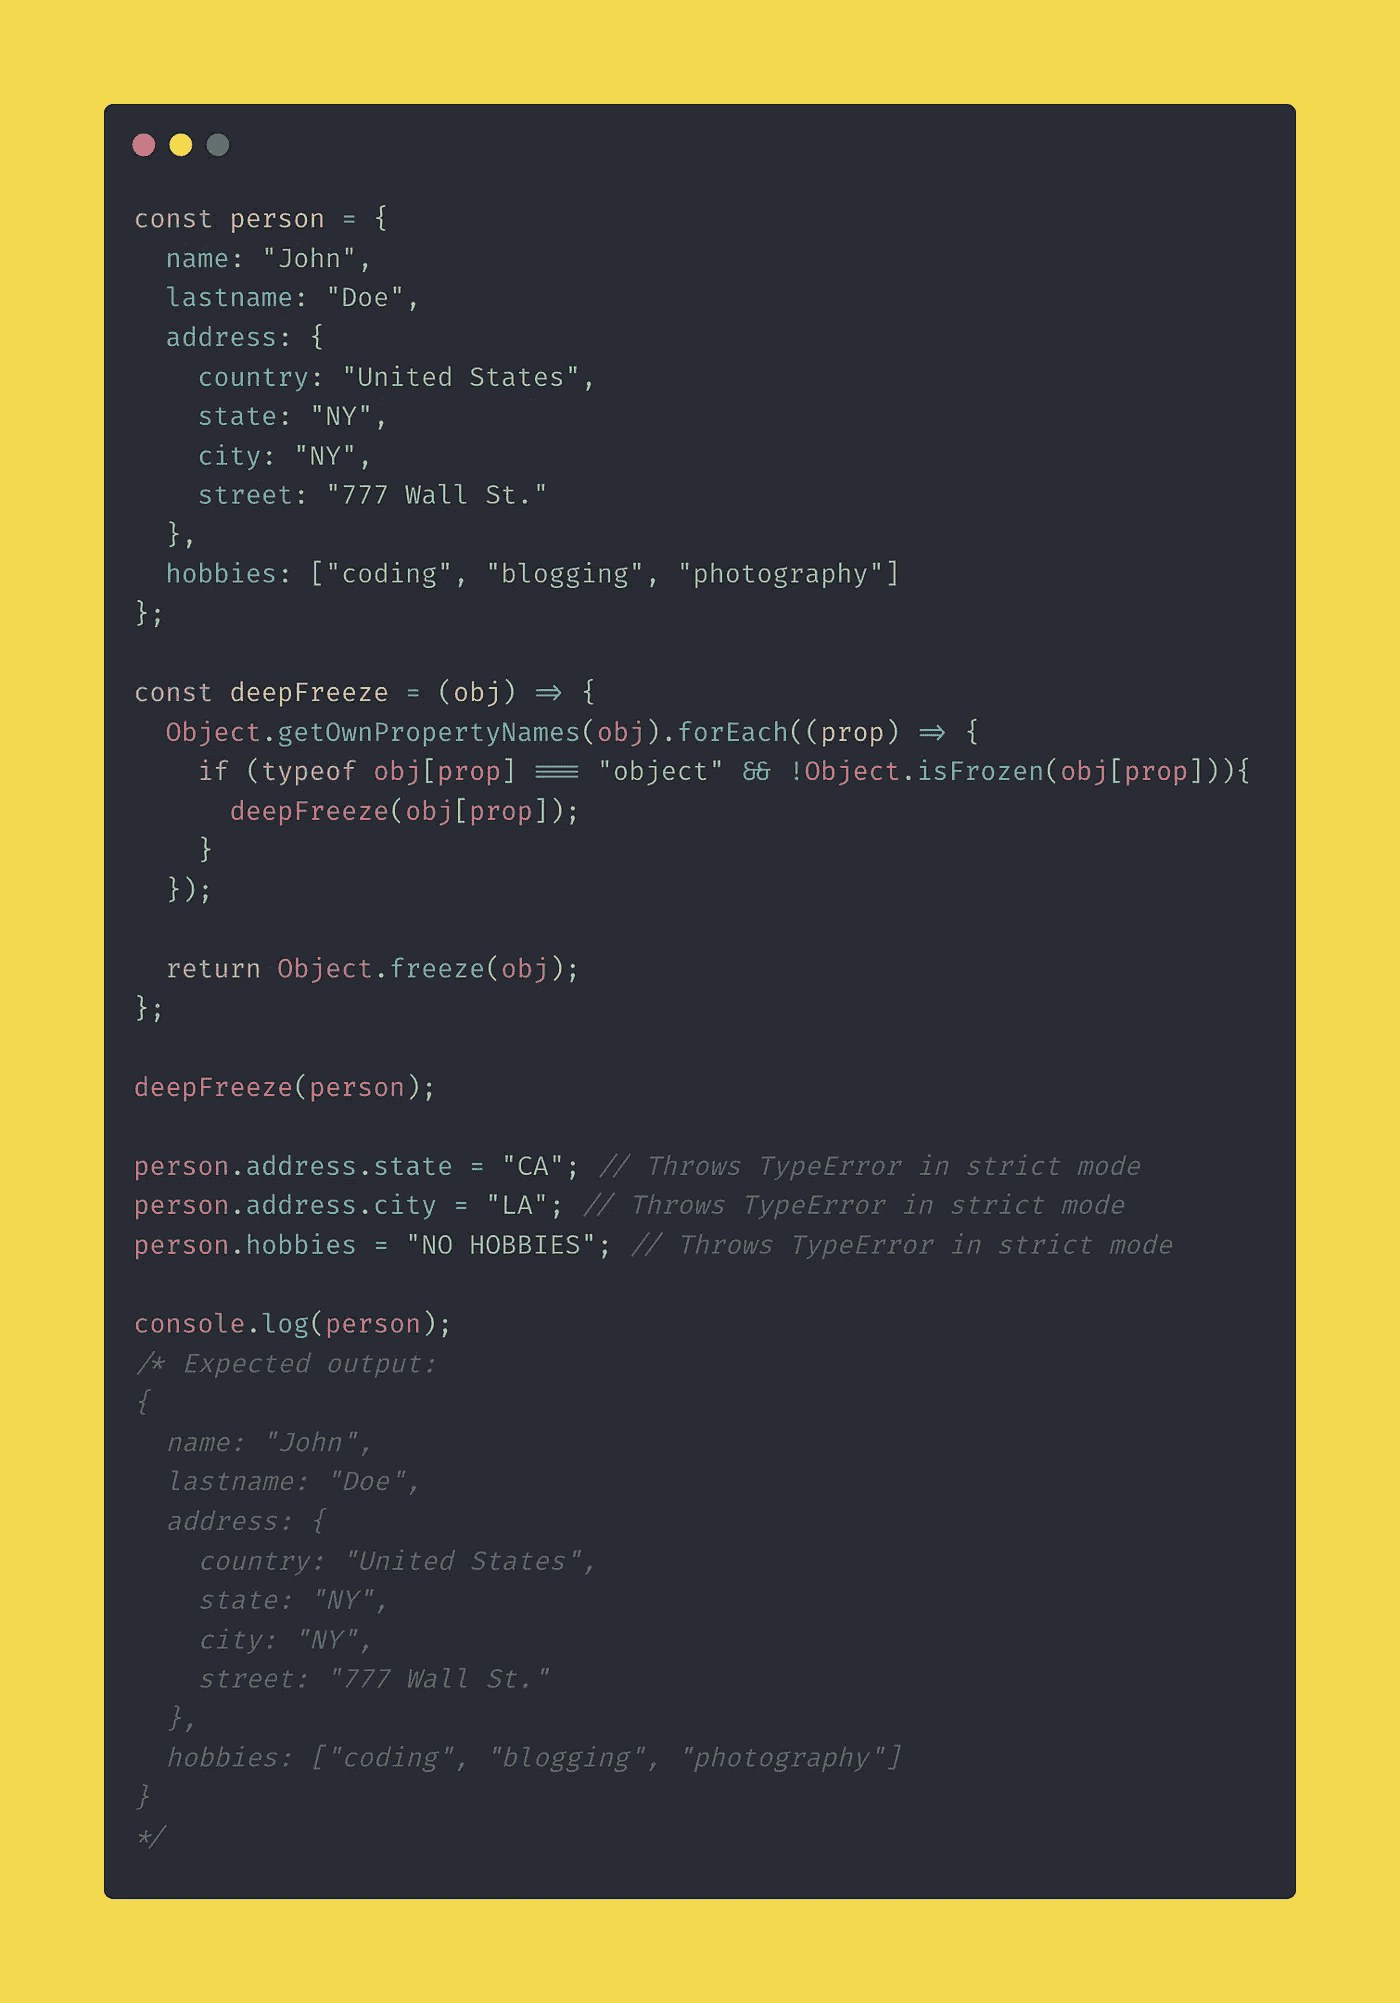 const person = {
  name: "John",
  lastname: "Doe",
  address: {
    country: "United States",
    state: "NY",
    city: "NY",
    street: "777 Wall St."
  },
  hobbies: ["coding", "blogging", "photography"]
};

const deepFreeze = (obj) => {
  Object.getOwnPropertyNames(obj).forEach((prop) => {
    if (typeof obj[prop] === "object" && !Object.isFrozen(obj[prop])){
      deepFreeze(obj[prop]);
    }
  });

  return Object.freeze(obj);
};

deepFreeze(person);

person.address.state = "CA"; // Throws TypeError in strict mode
person.address.city = "LA"; // Throws TypeError in strict mode
person.hobbies = "NO HOBBIES"; // Throws TypeError in strict mode

console.log(person);
/* Expected output:
{
  name: "John",
  lastname: "Doe",
  address: {
    country: "United States",
    state: "NY",
    city: "NY",
    street: "777 Wall St."
  },
  hobbies: ["coding", "blogging", "photography"]
}
*/